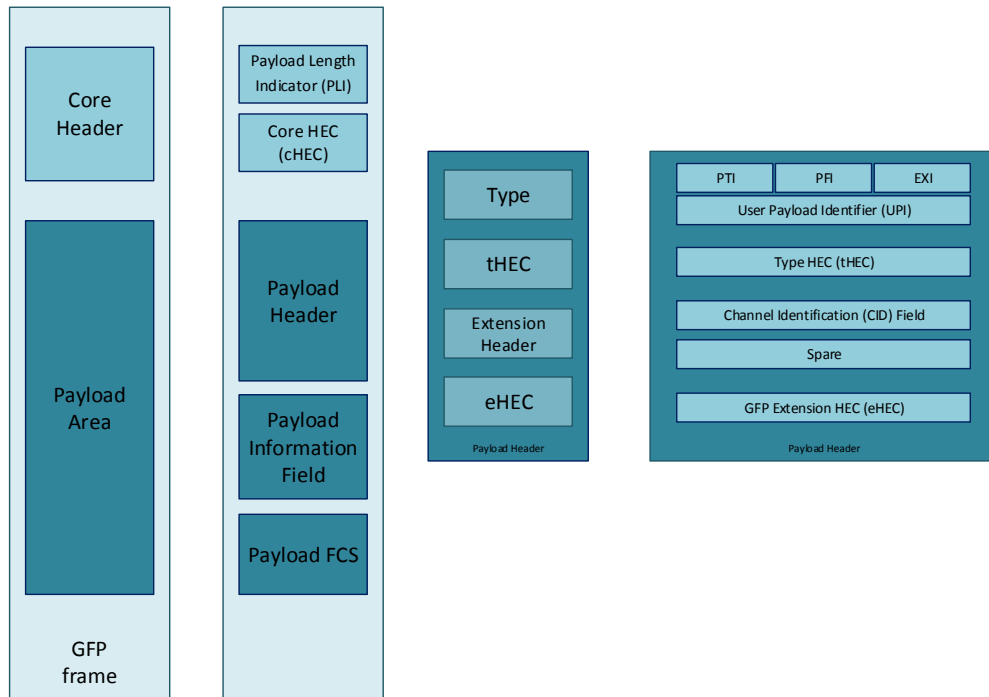 Core
Header
Payload
Area
GFP
frame
Payload Length
Indicator (PLI)
Core HEC
(cHEC)
Payload
Header
Payload
Information
Field
Payload FCS
Type
tHEC
Extension
Header
eHEC
Payload Header
PTI
PFI
EXI
User Payload Identifier (UPI)
Type HEC (tHEC)
Channel Identification (CID) Field
Spare
GFP Extension HEC (eHEC)
Payload Header